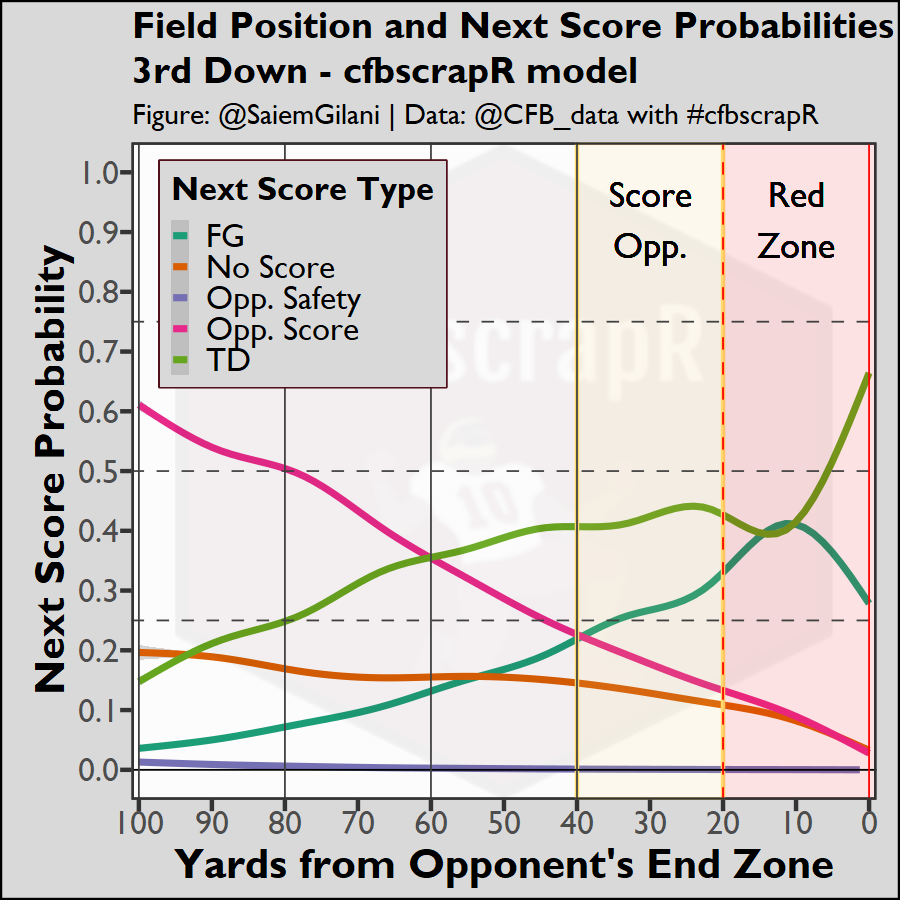 Field Position and Next Score Probabilities
3rd Down - cfbscrapR model
Figure: @SaiemGilani | Data: @CFB_data with #cfbscrapR
Next Score Probability
1.0
0.9
0.8
0.7
0.6
0.5
0.4
0.3
0.2
0.1
0.0
Next Score Type
FG
No Score
Opp. Safety
Opp. Score
TD
Score
Opp.
Red
Zone
scrapR
10
100 90 80 70 60 50 40 30 20 10 0
Yards from Opponent's End Zone